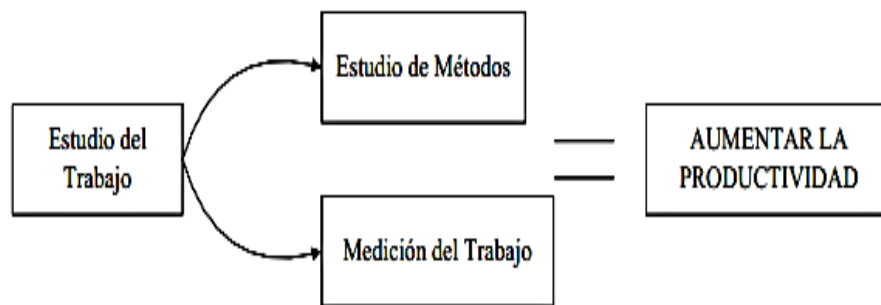 Estudio del
Trabajo
Estudio de Métodos
Medición del Trabajo
AUMENTAR LA
PRODUCTIVIDAD